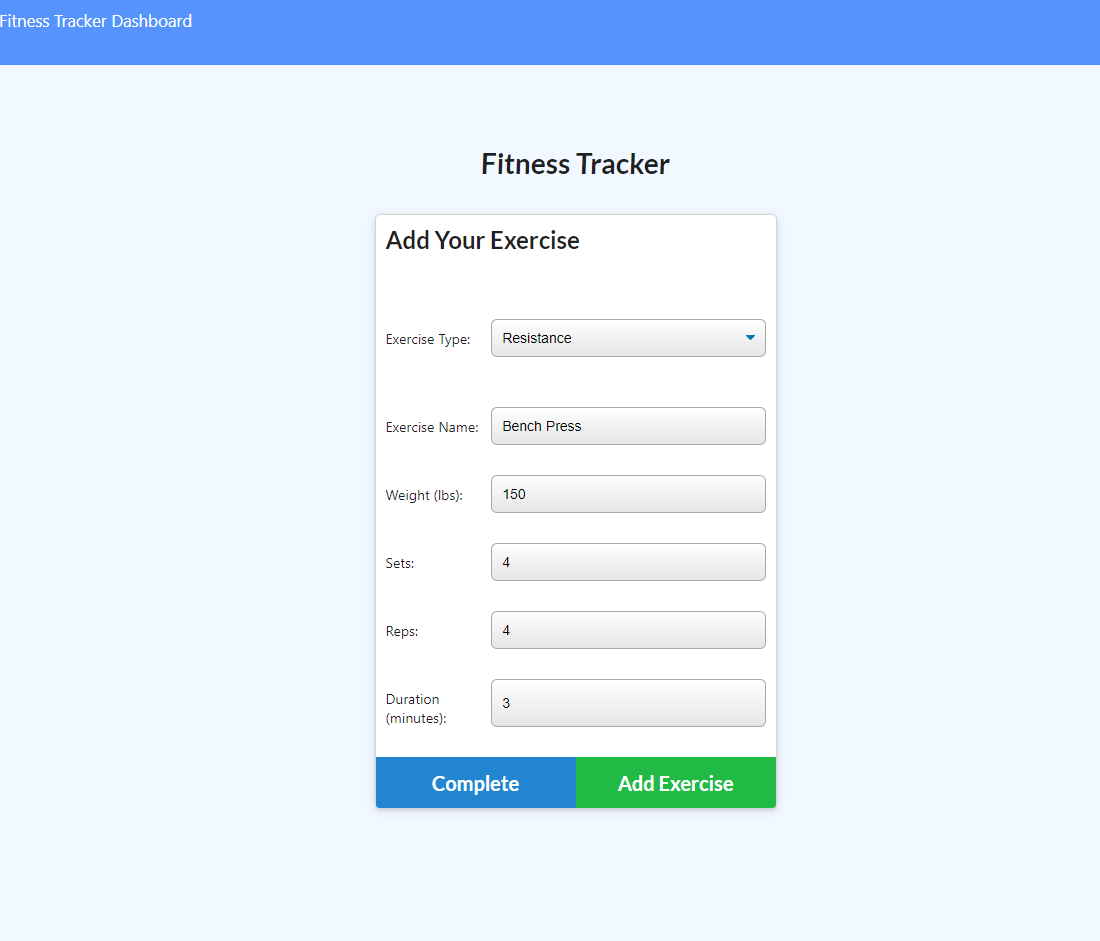 Fitness Tracker Dashboard
Fitness Tracker
Add Your Exercise
Exercise Type: Resistance
Exercise Name: Bench Press
Weight (lbs): 150
Sets: 4
Reps: 4
Duration
(minutes): 3
Complete Add Exercise